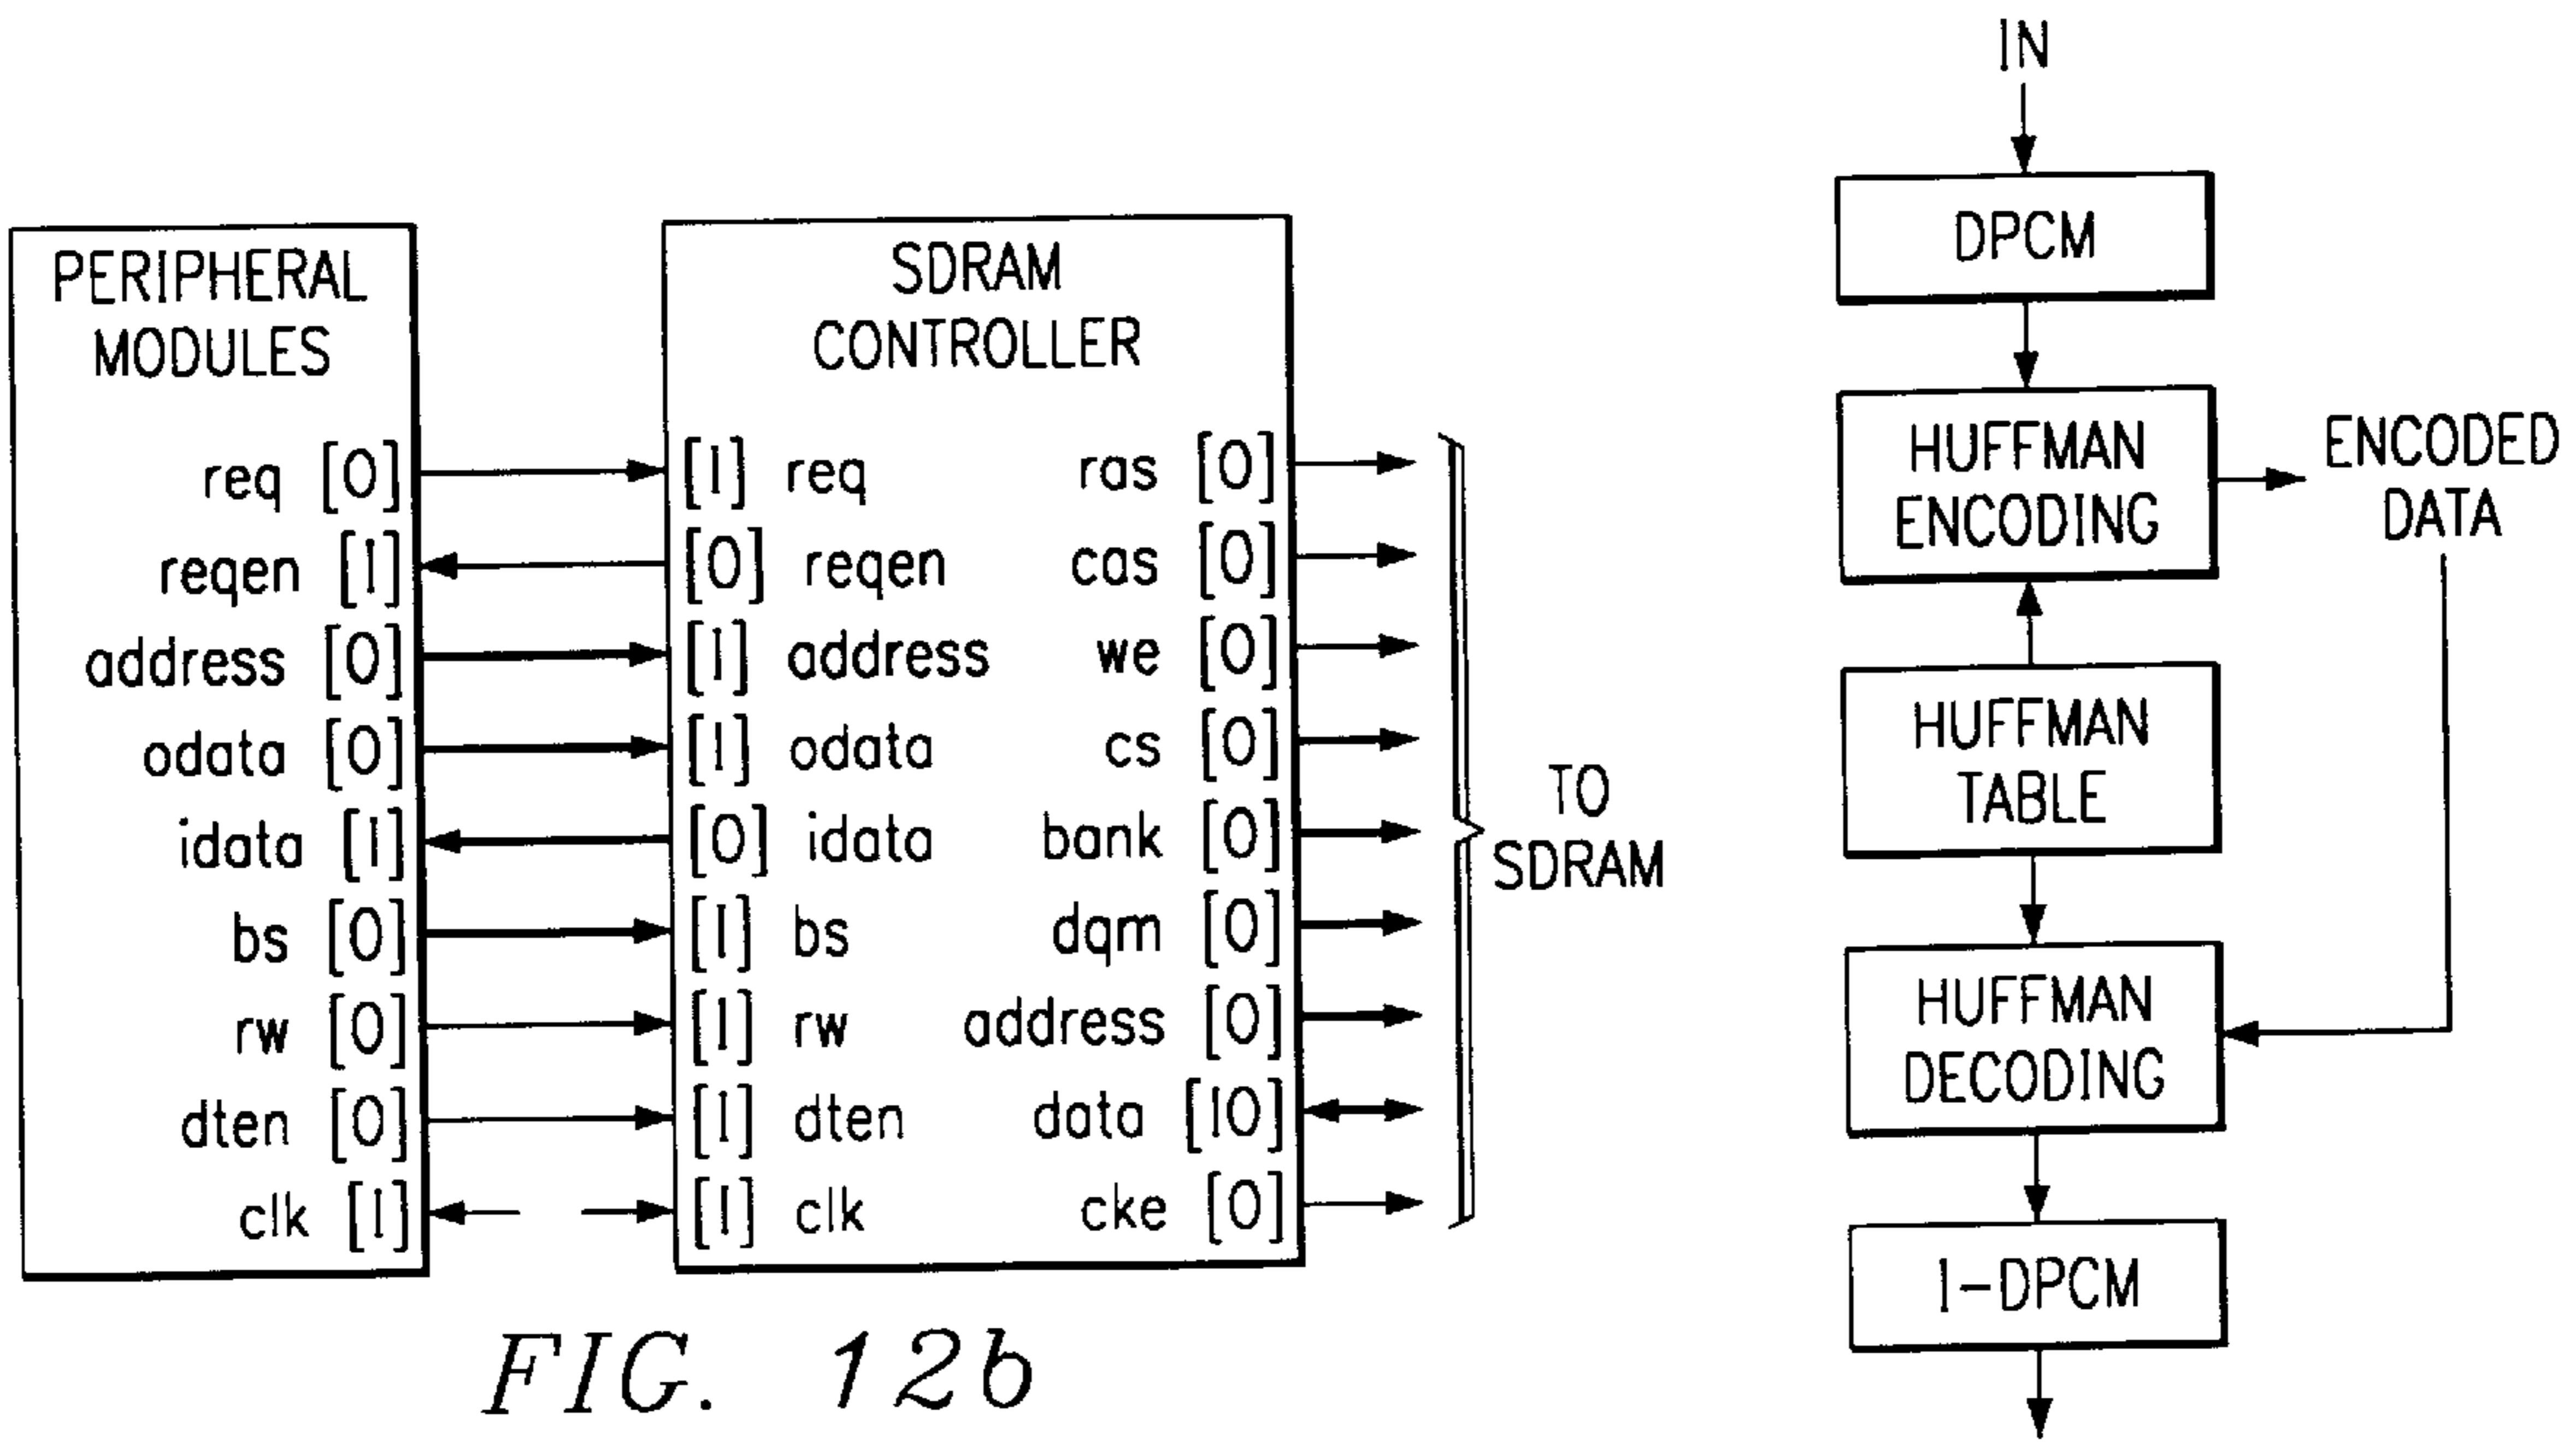 PERIPHERAL
MODULES
req [0]
reqen [I]
address [0]
odata [0]
idata [I]
bs [0]
rw [0]
dten [0]
clk [I]
SDRAM
CONTROLLER
[I] req ras [0]
[0] reqen cas [0]
[I] address we [0]
[I] odata cs [0]
[0] idata bank [0]
[I] bs dqm [0]
[I] rw address [0]
[I] dten data [I0]
[I] clk cke [0]
TO
SDRAM
FIG. 12b
IN
DPCM
HUFFMAN
ENCODING
ENCODED
DATA
HUFFMAN
TABLE
HUFFMAN
DECODING
I-DPCM